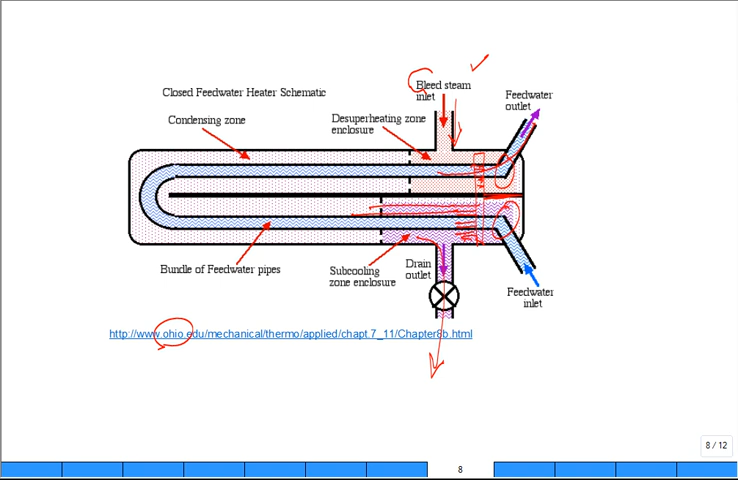 Closed Feedwater Heater Schematic
Condensing zone
Desuperheating zone
enclosure
Bleed steam
inlet
Feedwater
outlet
Bundle of Feedwater pipes
Subcooling
zone enclosure
Drain
outlet
Feedwater
inlet
http://www.ohio.edu/mechanical/thermo/applied/chapt.7_11/Chapter8b.html
8 / 12
8